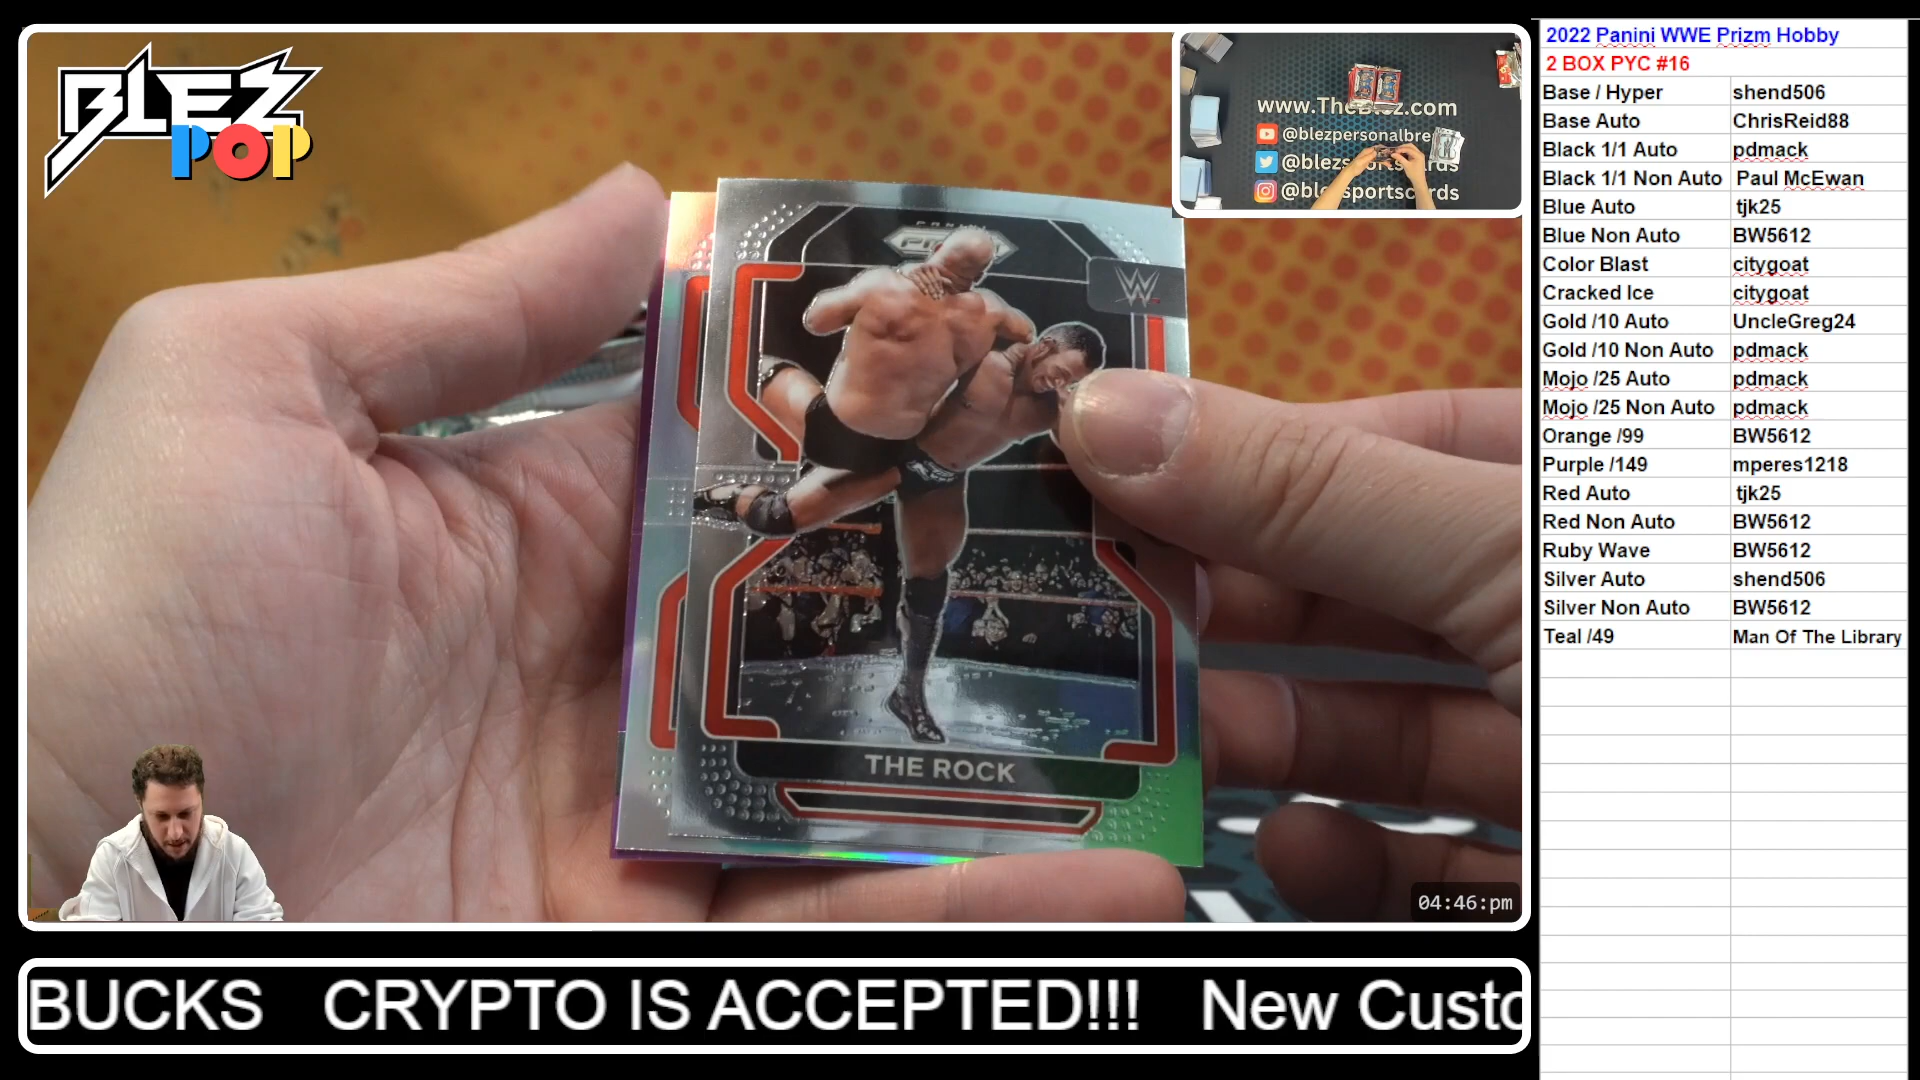 BLEZ
POP
PANINI
PRIZM
W
THE ROCK
www.TheBlez.com
@blezpersonalbre
@blezsportscards
@blezsportscards
04:46:pm
BUCKS CRYPTO IS ACCEPTED!!! New Custo
2022 Panini WWE Prizm Hobby
2 BOX PYC #16
Base / Hyper shend506
Base Auto ChrisReid88
Black 1/1 Auto pdmack
Black 1/1 Non Auto Paul McEwan
Blue Auto tjk25
Blue Non Auto BW5612
Color Blast citygoat
Cracked Ice citygoat
Gold /10 Auto UncleGreg24
Gold /10 Non Auto pdmack
Mojo /25 Auto pdmack
Mojo /25 Non Auto pdmack
Orange /99 BW5612
Purple /149 mperes1218
Red Auto tjk25
Red Non Auto BW5612
Ruby Wave BW5612
Silver Auto shend506
Silver Non Auto BW5612
Teal /49 Man Of The Library